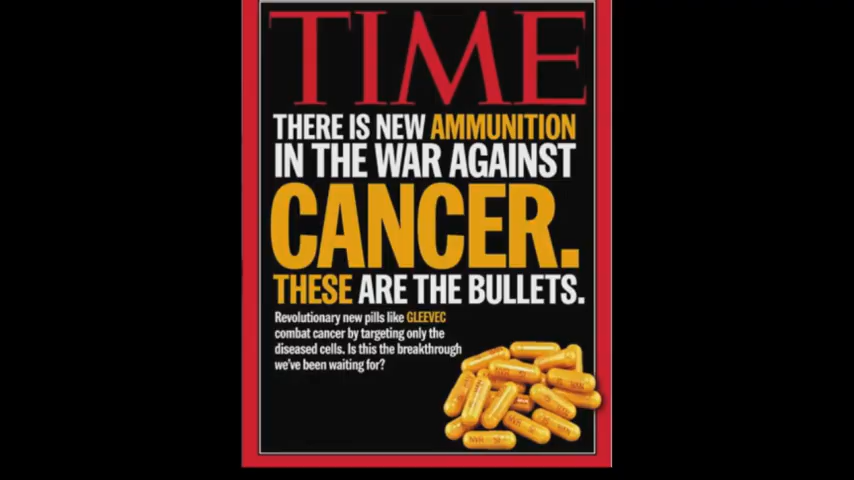 TIME
THERE IS NEW AMMUNITION
IN THE WAR AGAINST
CANCER.
THESE ARE THE BULLETS.
Revolutionary new pills like GLEEVEC
combat cancer by targeting only the
diseased cells. Is this the breakthrough
we've been waiting for?